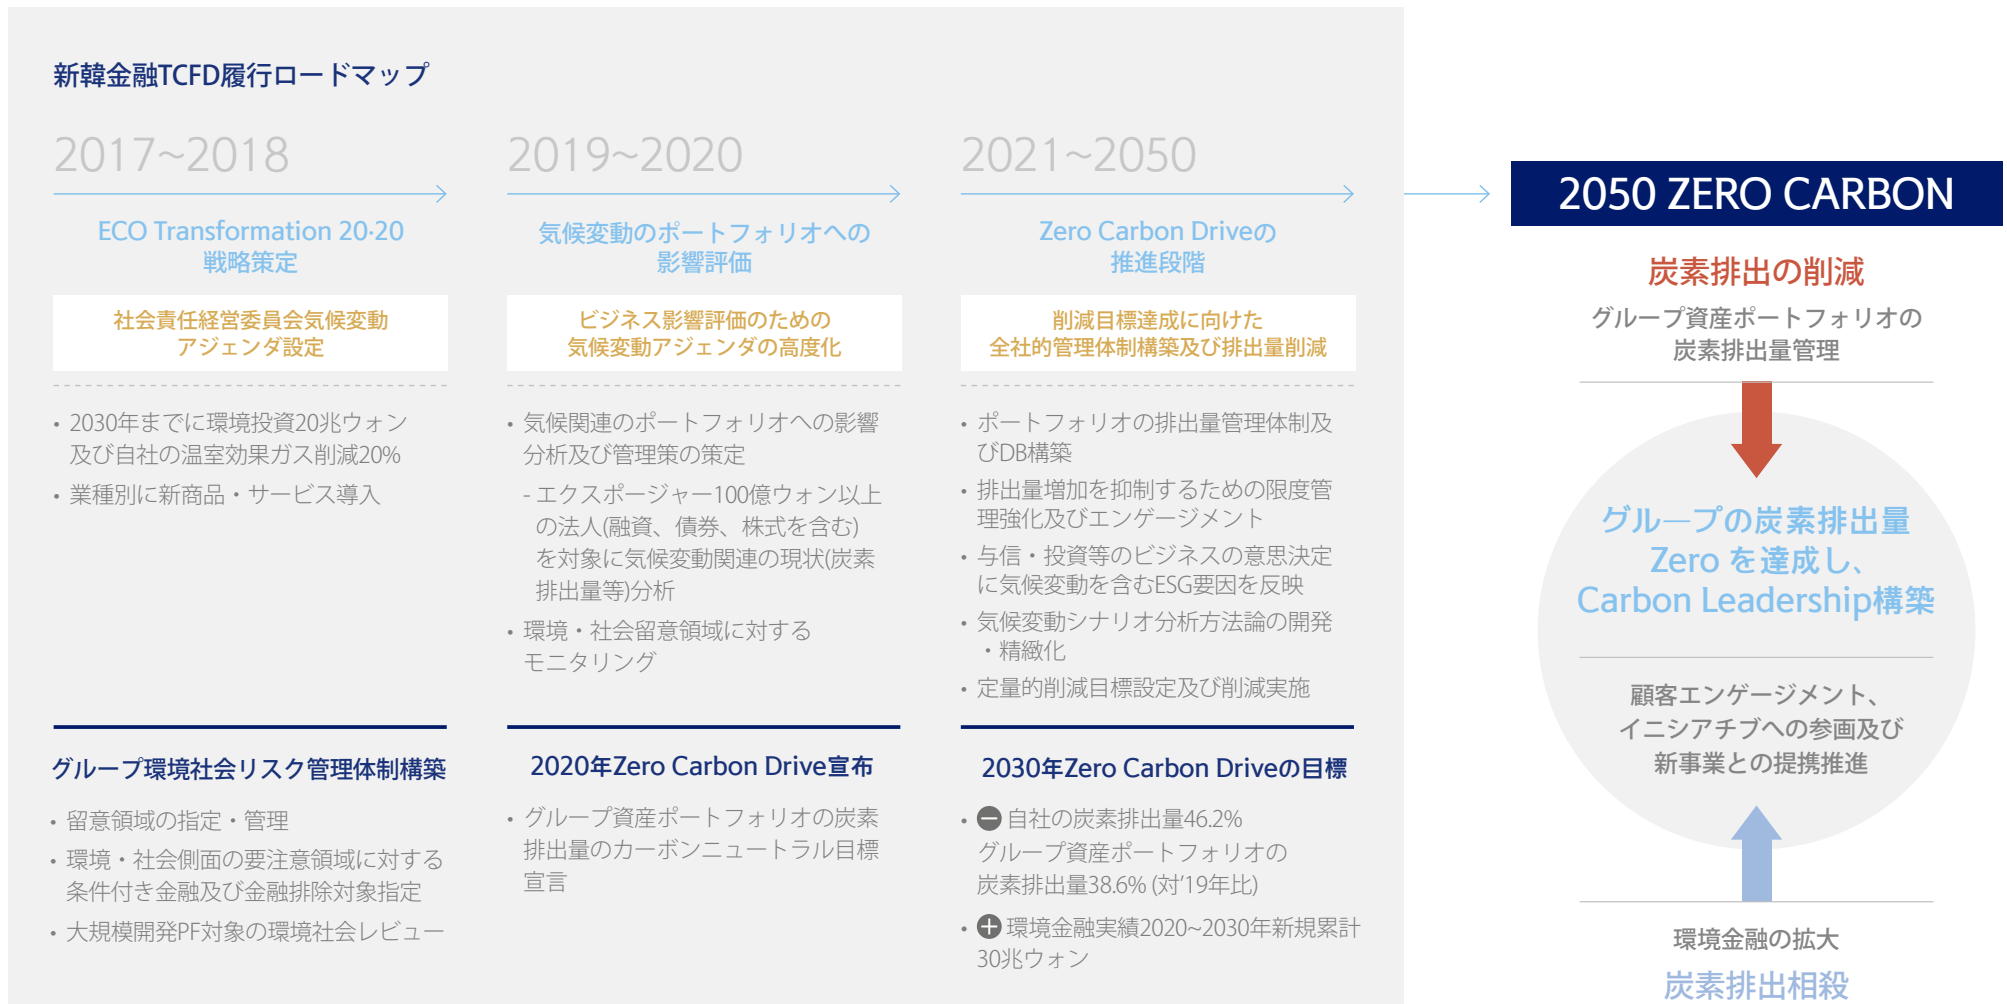 新韓金融TCFD履行ロードマップ
2017~2018
ECO Transformation 20·20
戦略策定
社会責任経営委員会気候変動
アジェンダ設定
• 2030年までに環境投資20兆ウォン
及び自社の温室効果ガス削減20%
• 業種別に新商品・サービス導入
グループ環境社会リスク管理体制構築
• 留意領域の指定・管理
• 環境・社会側面の要注意領域に対する
条件付き金融及び金融排除対象指定
• 大規模開発PF対象の環境社会レビュー
2019~2020
気候変動のポートフォリオへの
影響評価
ビジネス影響評価のための
気候変動アジェンダの高度化
• 気候関連のポートフォリオへの影響
分析及び管理策の策定
- エクスポージャー100億ウォン以上
の法人(融資、債券、株式を含む)
を対象に気候変動関連の現状(炭素
排出量等)分析
• 環境・社会留意領域に対する
モニタリング
2020年Zero Carbon Drive宣布
• グループ資産ポートフォリオの炭素
排出量のカーボンニュートラル目標
宣言
2021~2050
Zero Carbon Driveの
推進段階
削減目標達成に向けた
全社的管理体制構築及び排出量削減
• ポートフォリオの排出量管理体制及
びDB構築
• 排出量増加を抑制するための限度管
理強化及びエンゲージメント
• 与信・投資等のビジネスの意思決定
に気候変動を含むESG要因を反映
• 気候変動シナリオ分析方法論の開発
・精緻化
• 定量的削減目標設定及び削減実施
2030年Zero Carbon Driveの目標
• − 自社の炭素排出量46.2%
グループ資産ポートフォリオの
炭素排出量38.6% (対'19年比)
• + 環境金融実績2020~2030年新規累計
30兆ウォン
2050 ZERO CARBON
炭素排出の削減
グループ資産ポートフォリオの
炭素排出量管理
グループの炭素排出量
Zero を達成し、
Carbon Leadership構築
顧客エンゲージメント、
イニシアチブへの参画及び
新事業との提携推進
環境金融の拡大
炭素排出相殺